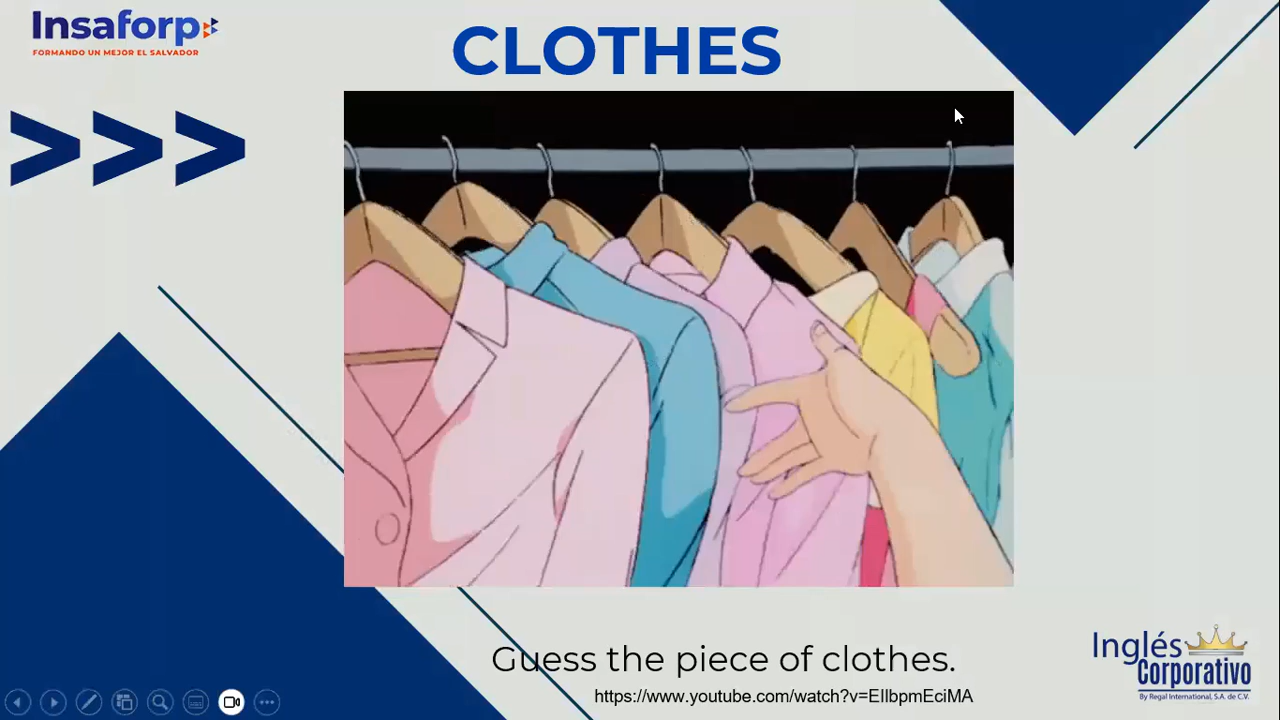 Insaforp
FORMANDO UN MEJOR EL SALVADOR
CLOTHES
>>>
Guess the piece of clothes.
https://www.youtube.com/watch?v=EIlbpmEciMA
Inglés
Corporativo
By Regal International, S.A. de C.V.